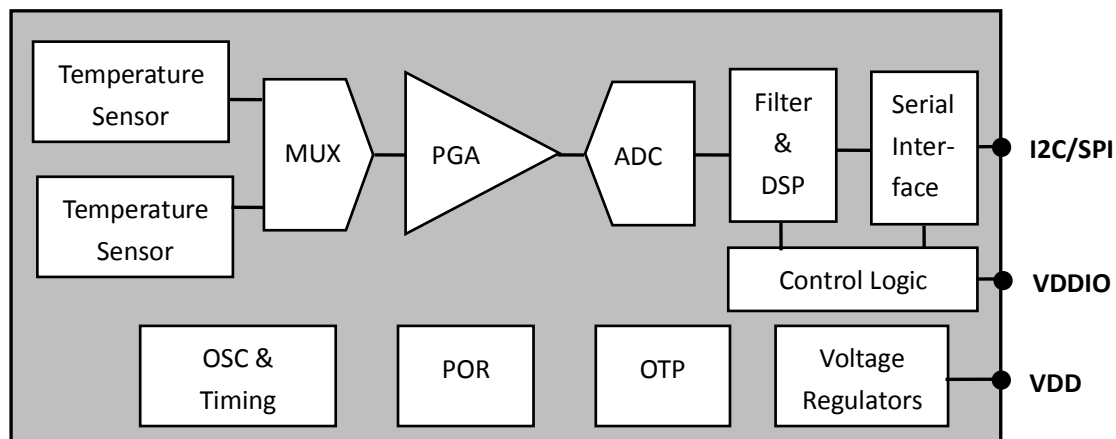 Temperature
Sensor
Temperature
Sensor
MUX
PGA
ADC
Filter
&
DSP
Serial
Inter-
face
I2C/SPI
Control Logic
VDDIO
OSC &
Timing
POR
OTP
Voltage
Regulators
VDD